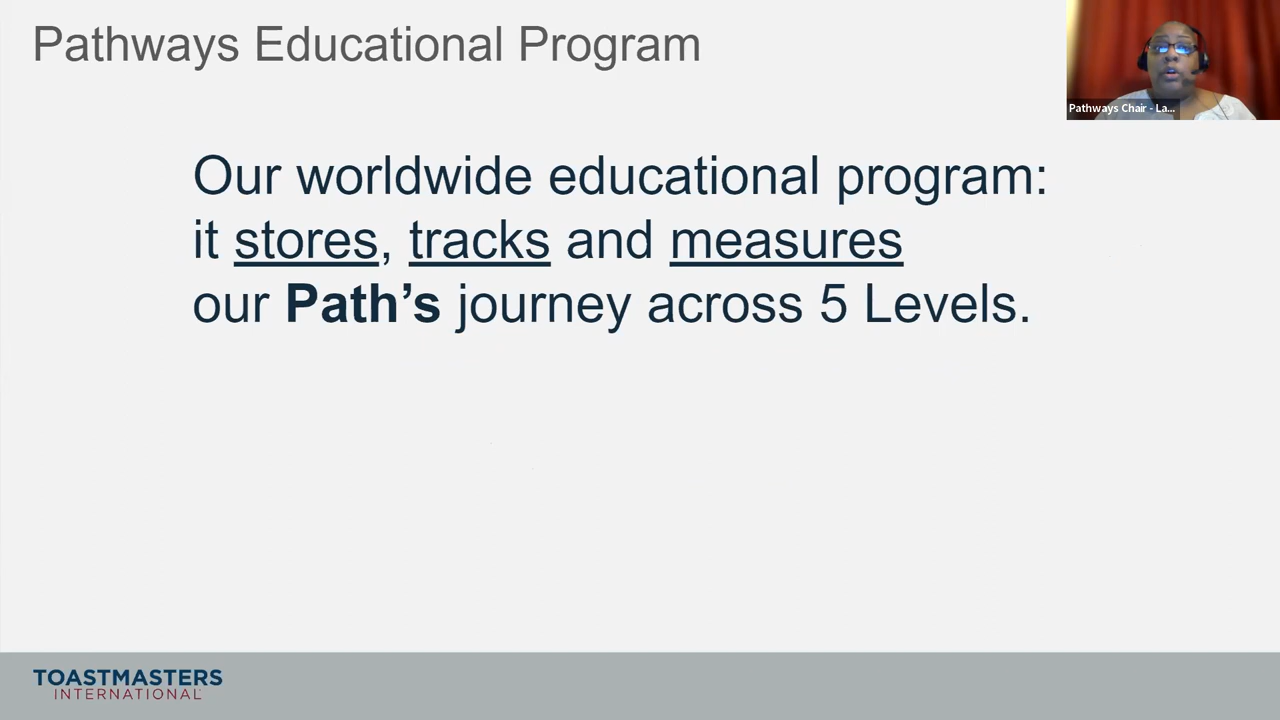 Pathways Educational Program
Pathways Chair - La...
Our worldwide educational program:
it stores, tracks and measures
our Path’s journey across 5 Levels.
TOASTMASTERS
INTERNATIONAL